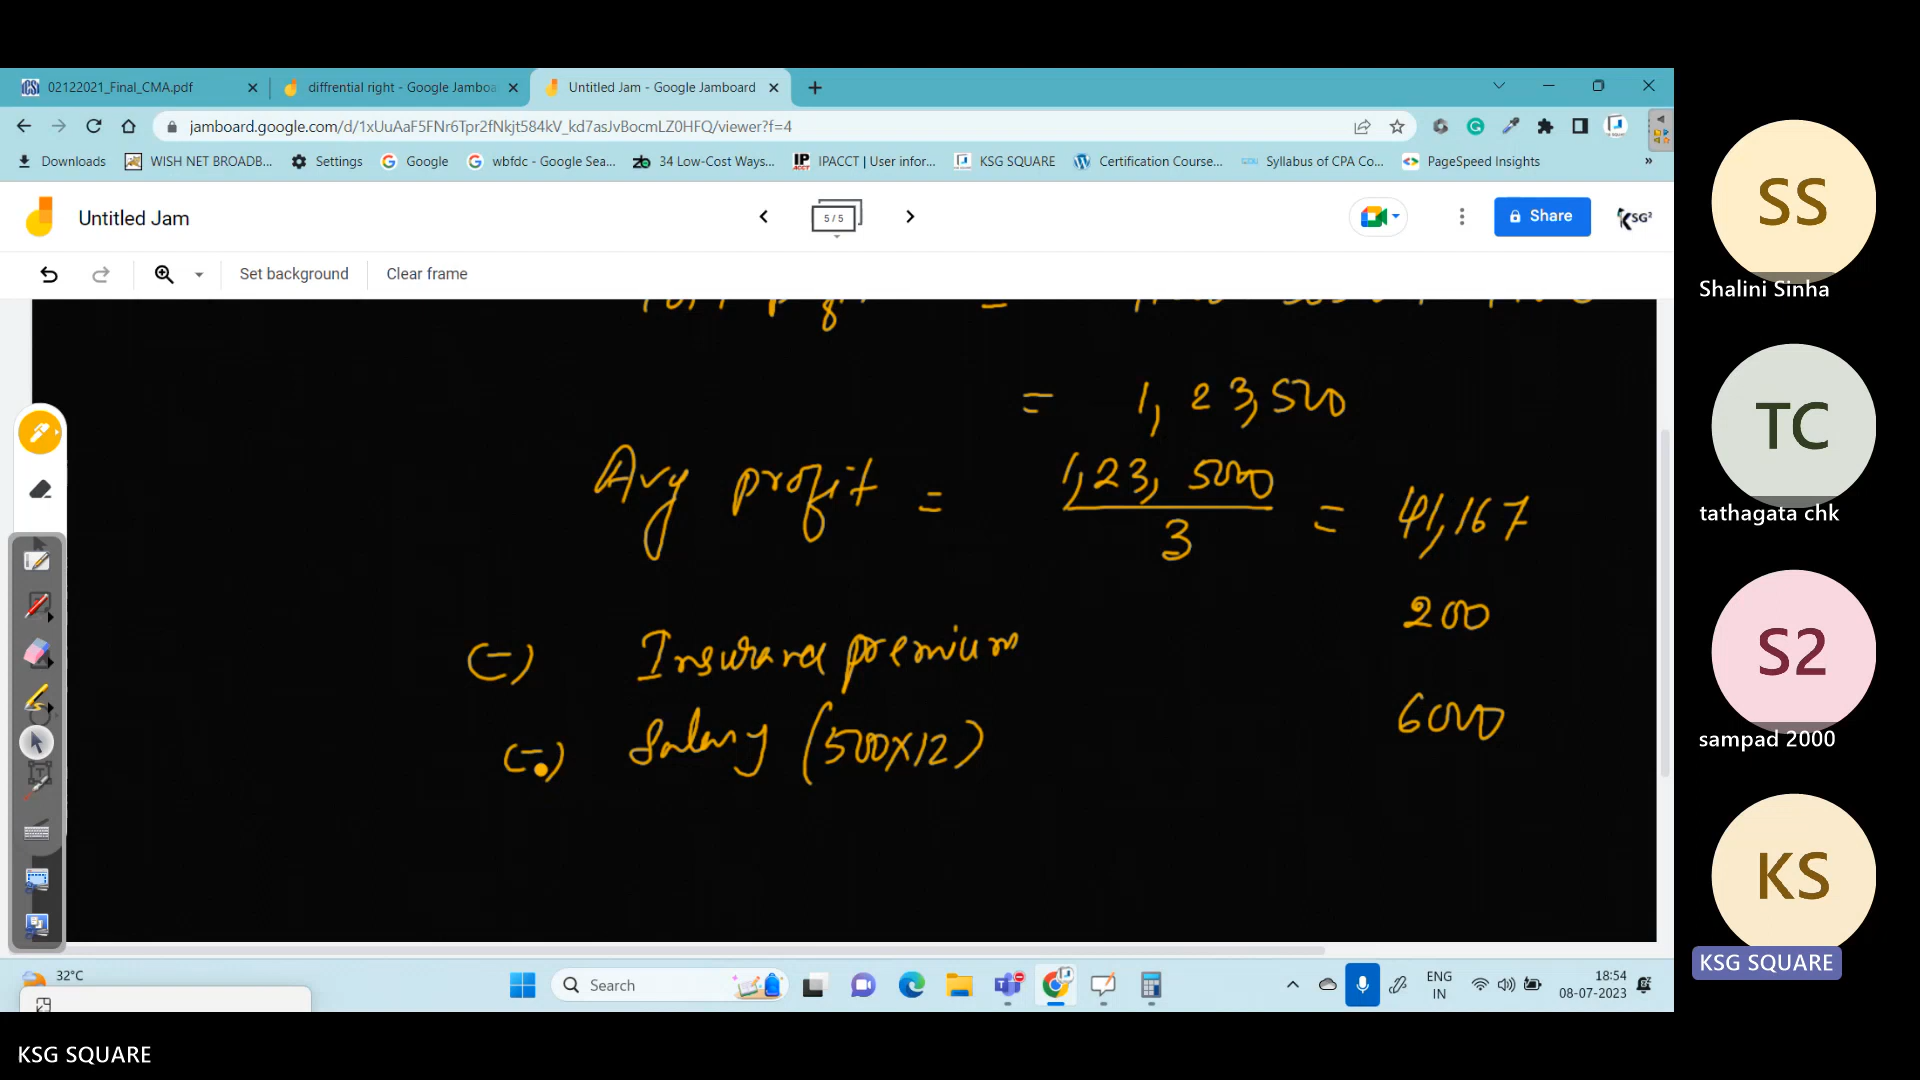 02122021_Final_CMA.pdf
diffrential right - Google Jamboa
Untitled Jam - Google Jamboard
jamboard.google.com/d/1xUuAaF5FNr6Tpr2fNkjt584kV_kd7asJvBocmLZ0HFQ/viewer?f=4
Downloads WISH NET BROADB... Settings Google wbfdc - Google Sea... 34 Low-Cost Ways... IPACCT | User infor... KSG SQUARE Certification Course... Syllabus of CPA Co... PageSpeed Insights
Untitled Jam
5 / 5
Share
KSG²
Set background
Clear frame
= 1,23,500
Avg profit = 1,23,5000
3
= 41,167
(-) Insurance premium 200
(-) Salary (500×12) 6000
SS
Shalini Sinha
TC
tathagata chk
S2
sampad 2000
KS
KSG SQUARE
32°C
Search
ENG
IN
18:54
08-07-2023
KSG SQUARE